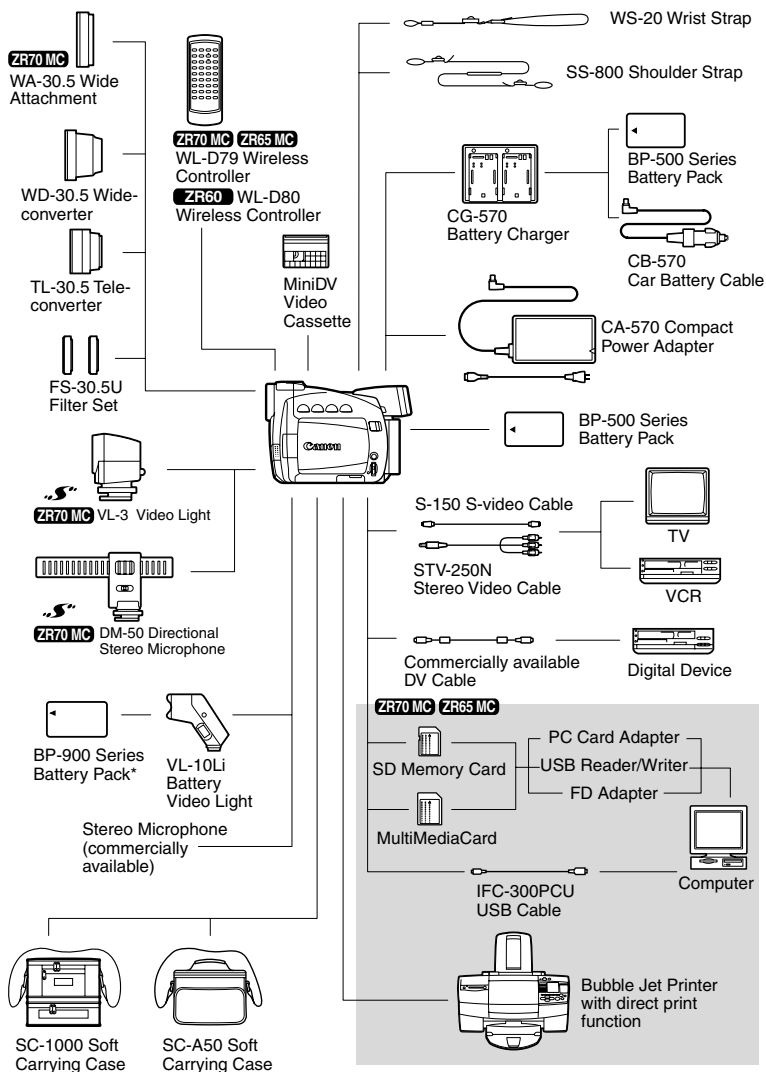 WS-20 Wrist Strap
SS-800 Shoulder Strap
ZR70 MC
WA-30.5 Wide
Attachment
ZR70 MC ZR65 MC
WL-D79 Wireless
Controller
ZR60 WL-D80
Wireless Controller
WD-30.5 Wide-
converter
TL-30.5 Tele-
converter
FS-30.5U
Filter Set
MiniDV
Video
Cassette
CG-570
Battery Charger
BP-500 Series
Battery Pack
CB-570
Car Battery Cable
CA-570 Compact
Power Adapter
Canon
BP-500 Series
Battery Pack
S
ZR70 MC VL-3 Video Light
S
ZR70 MC DM-50 Directional
Stereo Microphone
S-150 S-video Cable
STV-250N
Stereo Video Cable
TV
VCR
Commercially available
DV Cable
Digital Device
BP-900 Series
Battery Pack*
VL-10Li
Battery
Video Light
Stereo Microphone
(commercially
available)
ZR70 MC ZR65 MC
SD Memory Card
MultiMediaCard
PC Card Adapter
USB Reader/Writer
FD Adapter
Computer
IFC-300PCU
USB Cable
Bubble Jet Printer
with direct print
function
SC-1000 Soft
Carrying Case
SC-A50 Soft
Carrying Case